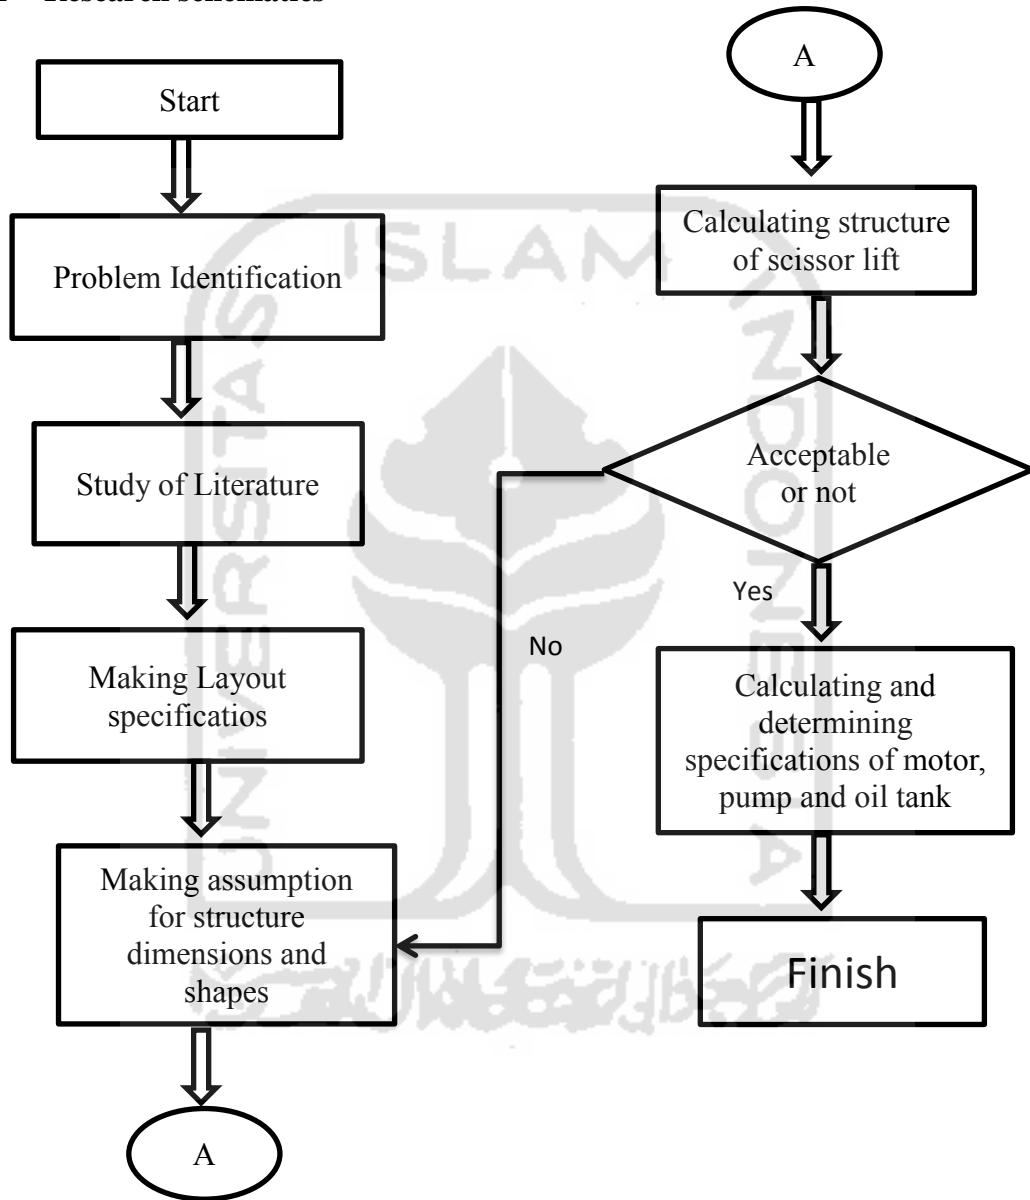 Research schematics
Start
Problem Identification
Study of Literature
Making Layout
specificatios
Making assumption
for structure
dimensions and
shapes
A
A
Calculating structure
of scissor lift
Acceptable
or not
Yes
No
Calculating and
determining
specifications of motor,
pump and oil tank
Finish
UNIVERSITAS
ISLAM
INDONESIA